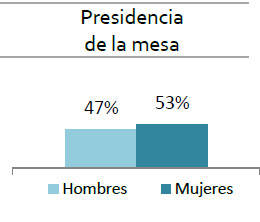 Presidencia
de la mesa
47% 53%
Hombres Mujeres